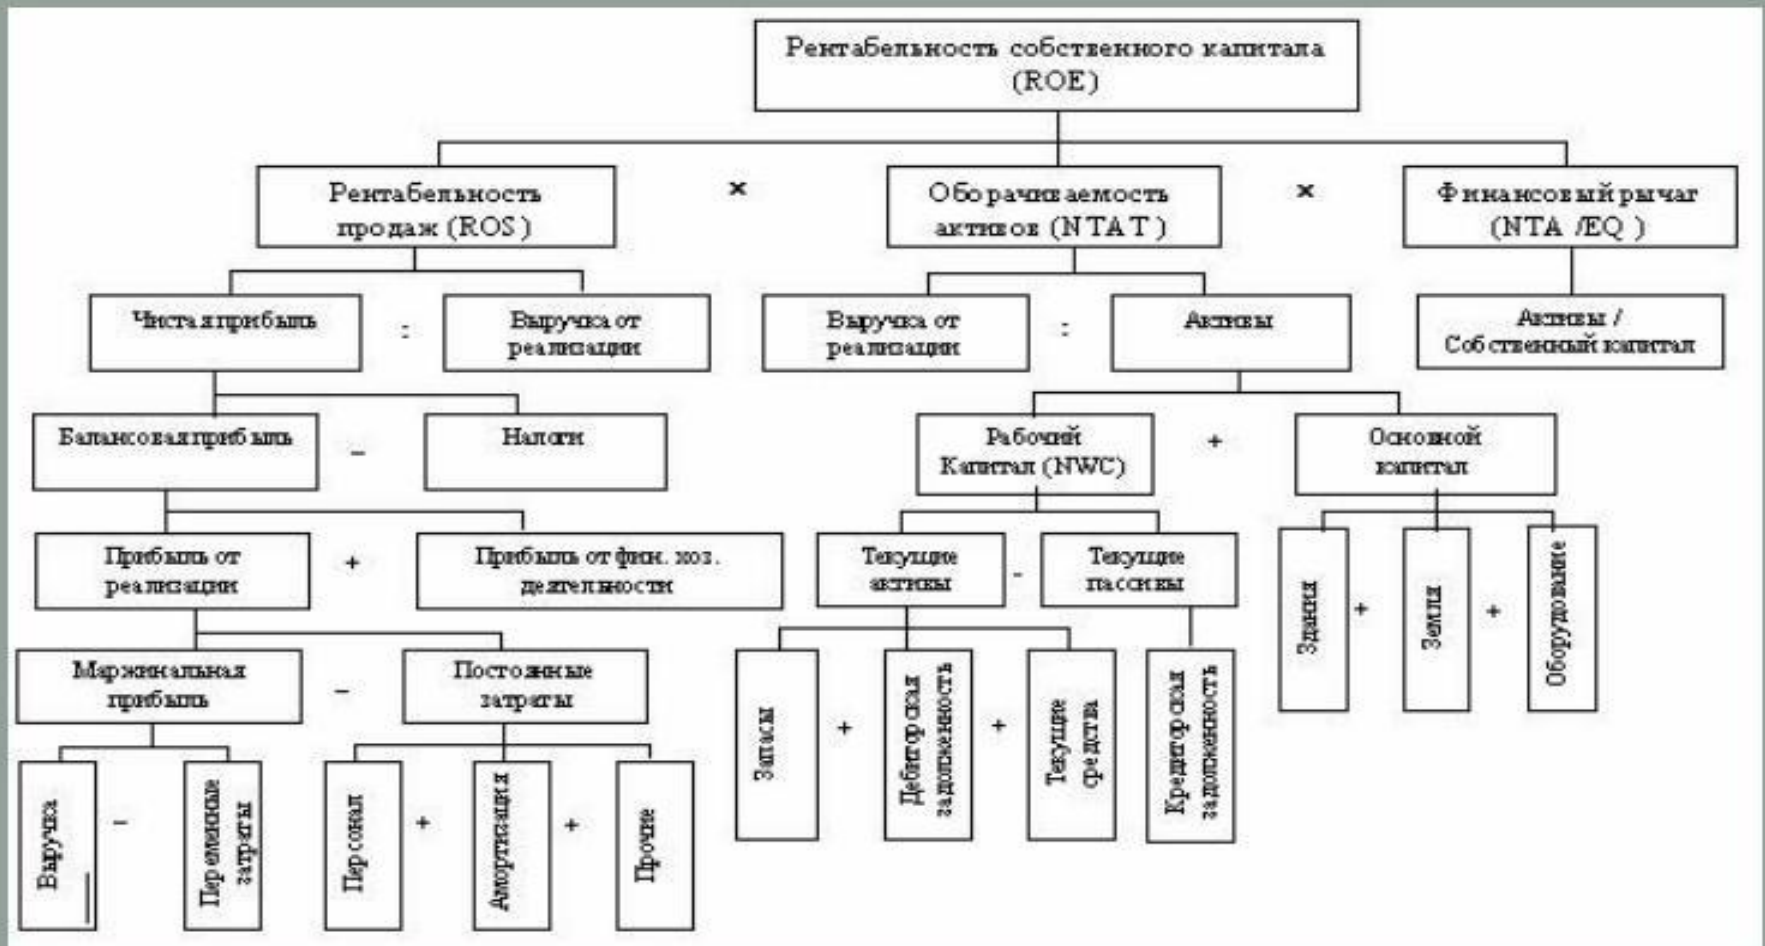 Рентабельность собственного капитала
(ROE)
Рентабельность
продаж (ROS)
×
Оборачиваемость
активов (NTAT)
×
Финансовый рычаг
(NTA /EQ )
Чистая прибыль
:
Выручка от
реализации
Выручка от
реализации
:
Активы
Активы /
Собственный капитал
Балансовая прибыль
–
Налоги
Рабочий
Капитал (NWC)
+
Основной
капитал
Прибыль от
реализации
+
Прибыль от фин. хоз.
деятельности
Текущие
активы
-
Текущие
пассивы
Здания
+
Земля
+
Оборудование
Маржинальная
прибыль
–
Постоянные
затраты
Запасы
+
Дебиторская
задолженность
+
Текущие
средства
Кредиторская
задолженность
Выручка
–
Переменные
затраты
Персонал
+
Амортизация
+
Прочие